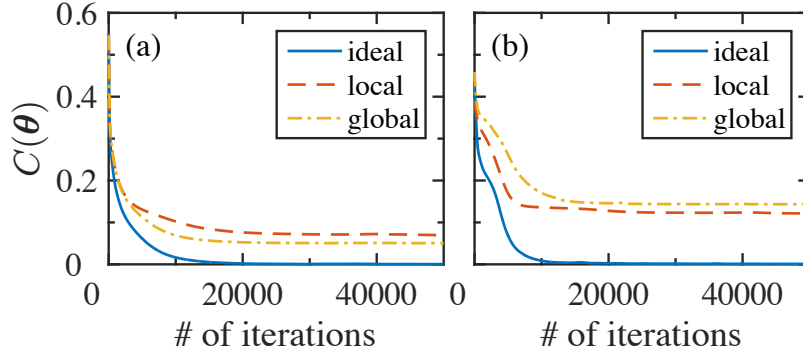 0.6
0.4
0.2
0
C(θ)
(a)
ideal
local
global
0
20000
40000
# of iterations
(b)
ideal
local
global
0
20000
40000
# of iterations